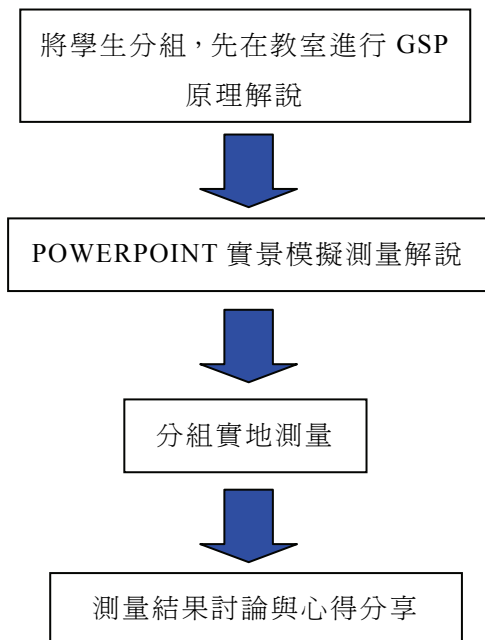 將學生分組，先在教室進行 GSP
原理解說
POWERPOINT 實景模擬測量解說
分組實地測量
測量結果討論與心得分享